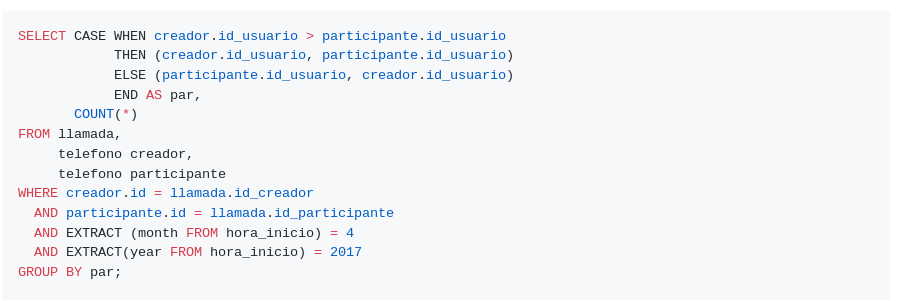 SELECT CASE WHEN creador.id_usuario > participante.id_usuario
            THEN (creador.id_usuario, participante.id_usuario)
            ELSE (participante.id_usuario, creador.id_usuario)
            END AS par,
       COUNT(*)
FROM llamada,
     telefono creador,
     telefono participante
WHERE creador.id = llamada.id_creador
  AND participante.id = llamada.id_participante
  AND EXTRACT (month FROM hora_inicio) = 4
  AND EXTRACT(year FROM hora_inicio) = 2017
GROUP BY par;